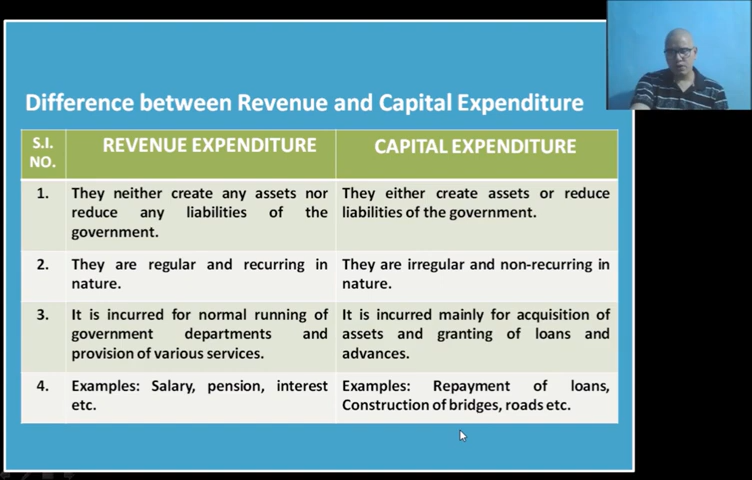 Difference between Revenue and Capital Expenditure
S.I. NO.
REVENUE EXPENDITURE
CAPITAL EXPENDITURE
1.
They neither create any assets nor
reduce any liabilities of the
government.
They either create assets or reduce
liabilities of the government.
2.
They are regular and recurring in
nature.
They are irregular and non-recurring in
nature.
3.
It is incurred for normal running of
government departments and
provision of various services.
It is incurred mainly for acquisition of
assets and granting of loans and
advances.
4.
Examples: Salary, pension, interest
etc.
Examples: Repayment of loans,
Construction of bridges, roads etc.